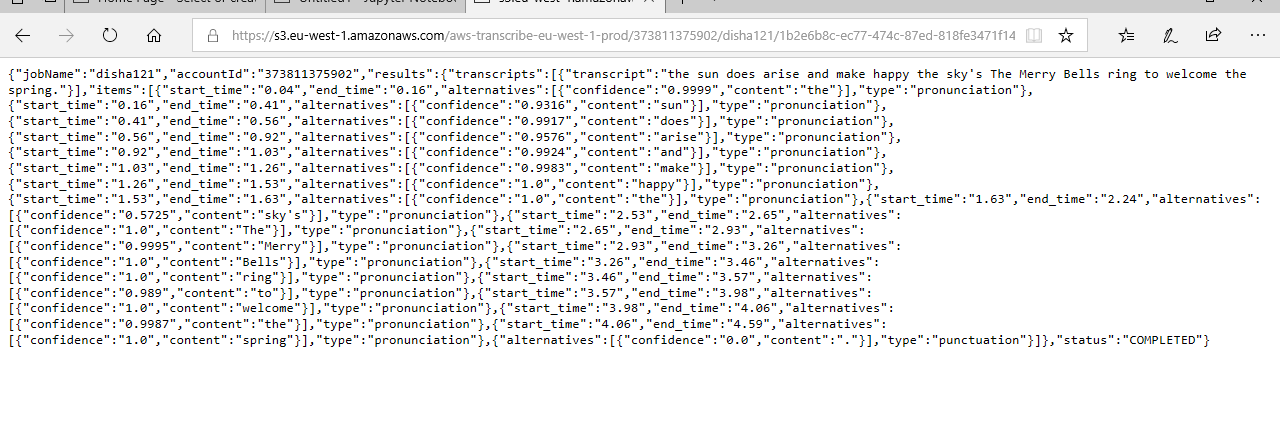 https://s3.eu-west-1.amazonaws.com/aws-transcribe-eu-west-1-prod/373811375902/disha121/1b2e6b8c-ec77-474c-87ed-818fe3471f14
{"jobName":"disha121","accountId":"373811375902","results":{"transcripts":[{"transcript":"the sun does arise and make happy the sky's The Merry Bells ring to welcome the
spring."}],"items":[{"start_time":"0.04","end_time":"0.16","alternatives":[{"confidence":"0.9999","content":"the"}],"type":"pronunciation"},
{"start_time":"0.16","end_time":"0.41","alternatives":[{"confidence":"0.9316","content":"sun"}],"type":"pronunciation"},
{"start_time":"0.41","end_time":"0.56","alternatives":[{"confidence":"0.9917","content":"does"}],"type":"pronunciation"},
{"start_time":"0.56","end_time":"0.92","alternatives":[{"confidence":"0.9576","content":"arise"}],"type":"pronunciation"},
{"start_time":"0.92","end_time":"1.03","alternatives":[{"confidence":"0.9924","content":"and"}],"type":"pronunciation"},
{"start_time":"1.03","end_time":"1.26","alternatives":[{"confidence":"0.9983","content":"make"}],"type":"pronunciation"},
{"start_time":"1.26","end_time":"1.53","alternatives":[{"confidence":"1.0","content":"happy"}],"type":"pronunciation"},
{"start_time":"1.53","end_time":"1.63","alternatives":[{"confidence":"1.0","content":"the"}],"type":"pronunciation"},{"start_time":"1.63","end_time":"2.24","alternatives":
[{"confidence":"0.5725","content":"sky's"}],"type":"pronunciation"},{"start_time":"2.53","end_time":"2.65","alternatives":
[{"confidence":"1.0","content":"The"}],"type":"pronunciation"},{"start_time":"2.65","end_time":"2.93","alternatives":
[{"confidence":"0.9995","content":"Merry"}],"type":"pronunciation"},{"start_time":"2.93","end_time":"3.26","alternatives":
[{"confidence":"1.0","content":"Bells"}],"type":"pronunciation"},{"start_time":"3.26","end_time":"3.46","alternatives":
[{"confidence":"1.0","content":"ring"}],"type":"pronunciation"},{"start_time":"3.46","end_time":"3.57","alternatives":
[{"confidence":"0.989","content":"to"}],"type":"pronunciation"},{"start_time":"3.57","end_time":"3.98","alternatives":
[{"confidence":"1.0","content":"welcome"}],"type":"pronunciation"},{"start_time":"3.98","end_time":"4.06","alternatives":
[{"confidence":"0.9987","content":"the"}],"type":"pronunciation"},{"start_time":"4.06","end_time":"4.59","alternatives":
[{"confidence":"1.0","content":"spring"}],"type":"pronunciation"},{"alternatives":[{"confidence":"0.0","content":"."}],"type":"punctuation"}]},"status":"COMPLETED"}